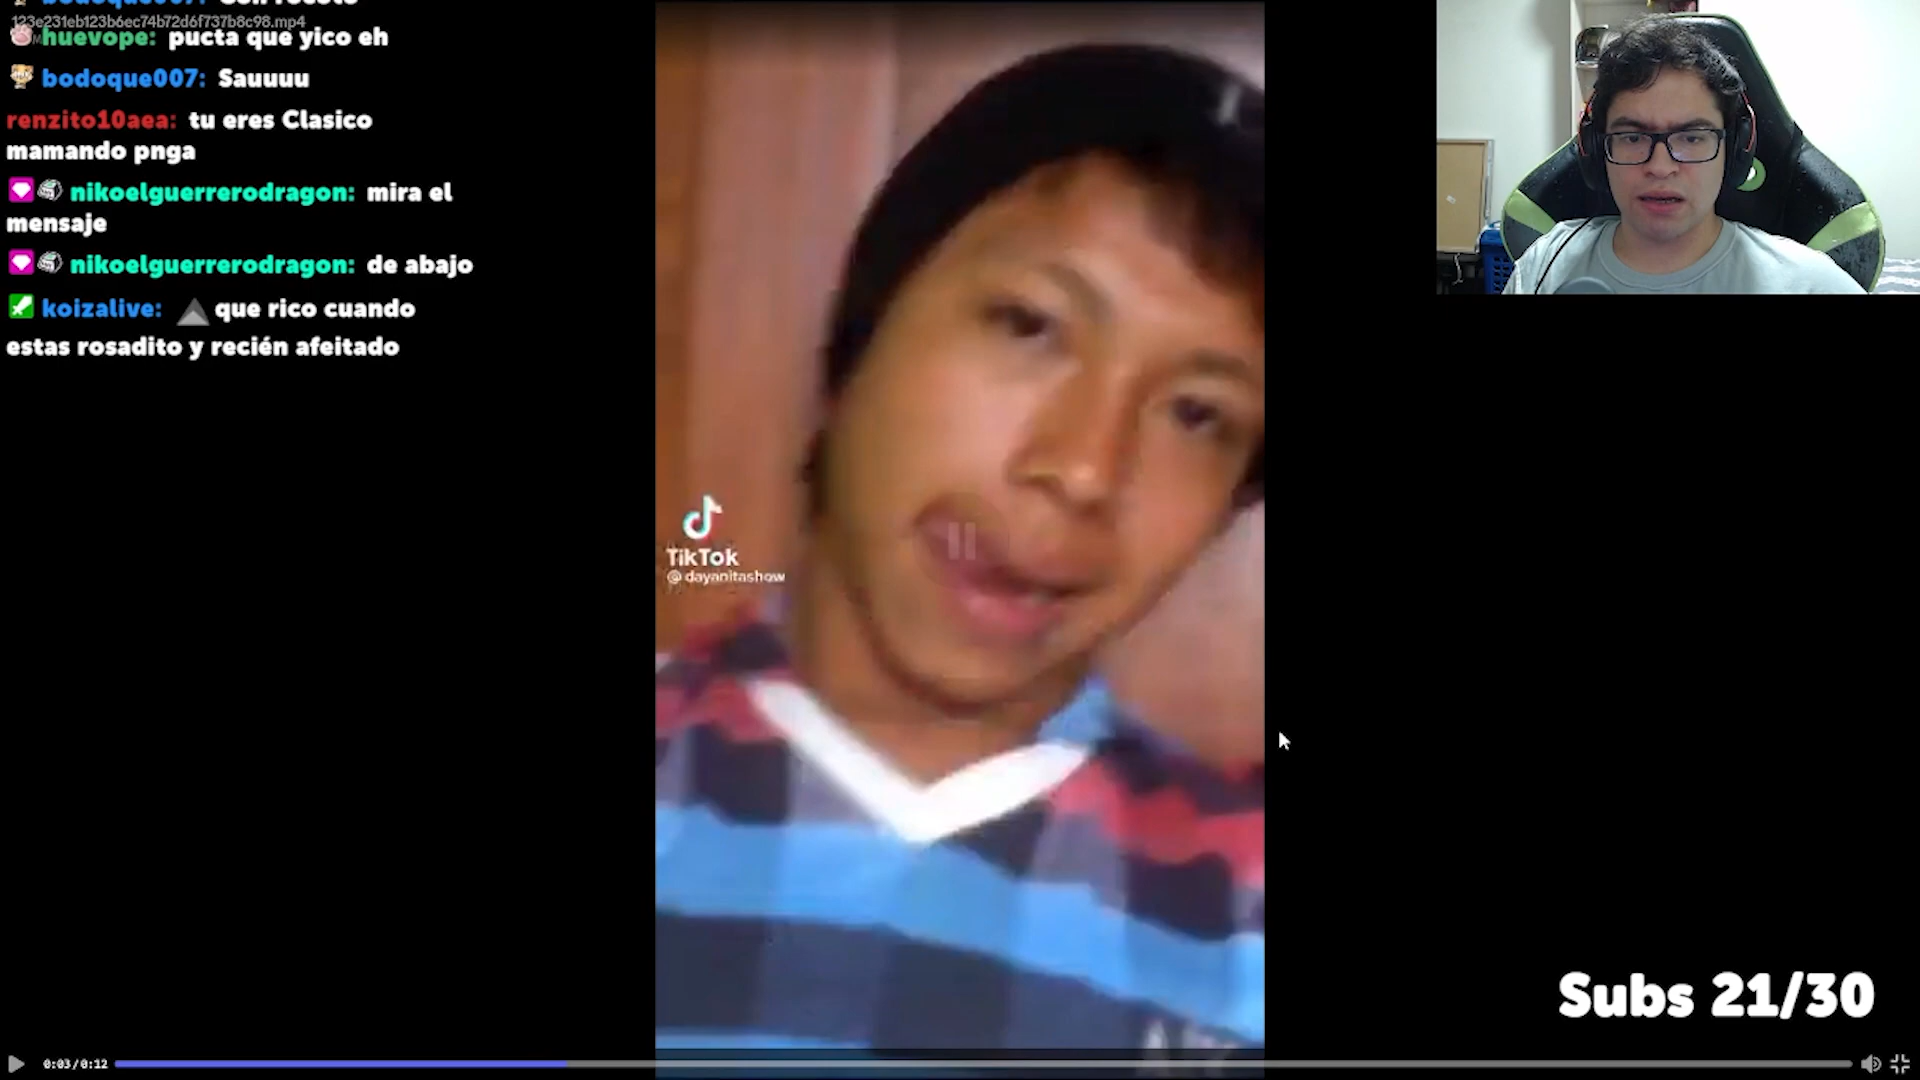 123e231eb123b6ec74b72d6f737b8c98.mp4
huevope: pucta que yico eh
bodoque007: Sauuuu
renzito10aea: tu eres Clasico
mamando pnga
nikoelguerrerodragon: mira el
mensaje
nikoelguerrerodragon: de abajo
koizalive: que rico cuando
estas rosadito y recién afeitado
TikTok
@dayanitashow
Subs 21/30
0:03/0:12